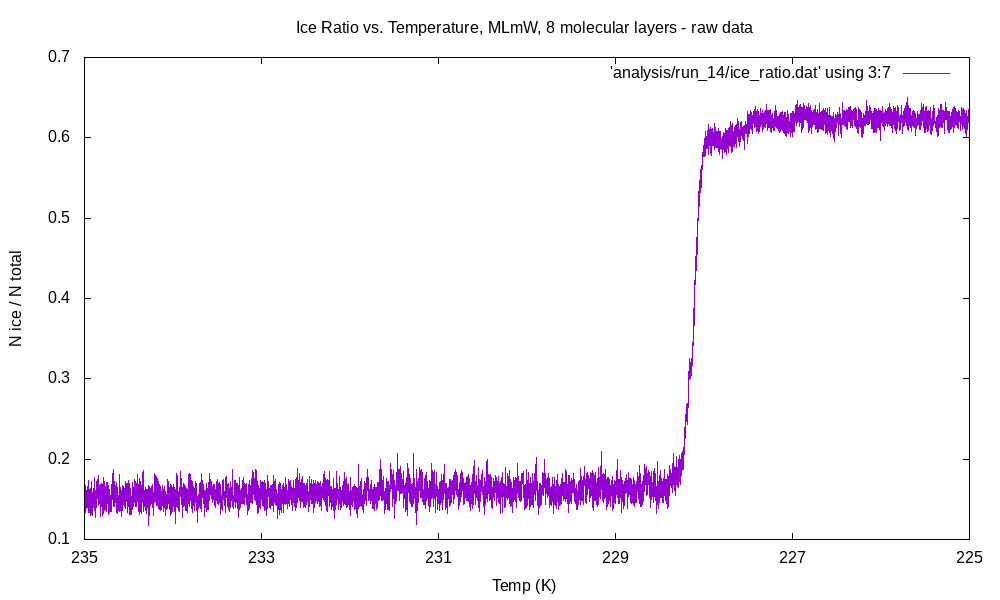 Ice Ratio vs. Temperature, MLmW, 8 molecular layers - raw data
'analysis/run_14/ice_ratio.dat' using 3:7
0.7
0.6
0.5
0.4
0.3
0.2
0.1
N ice / N total
235 233 231 229 227 225
Temp (K)